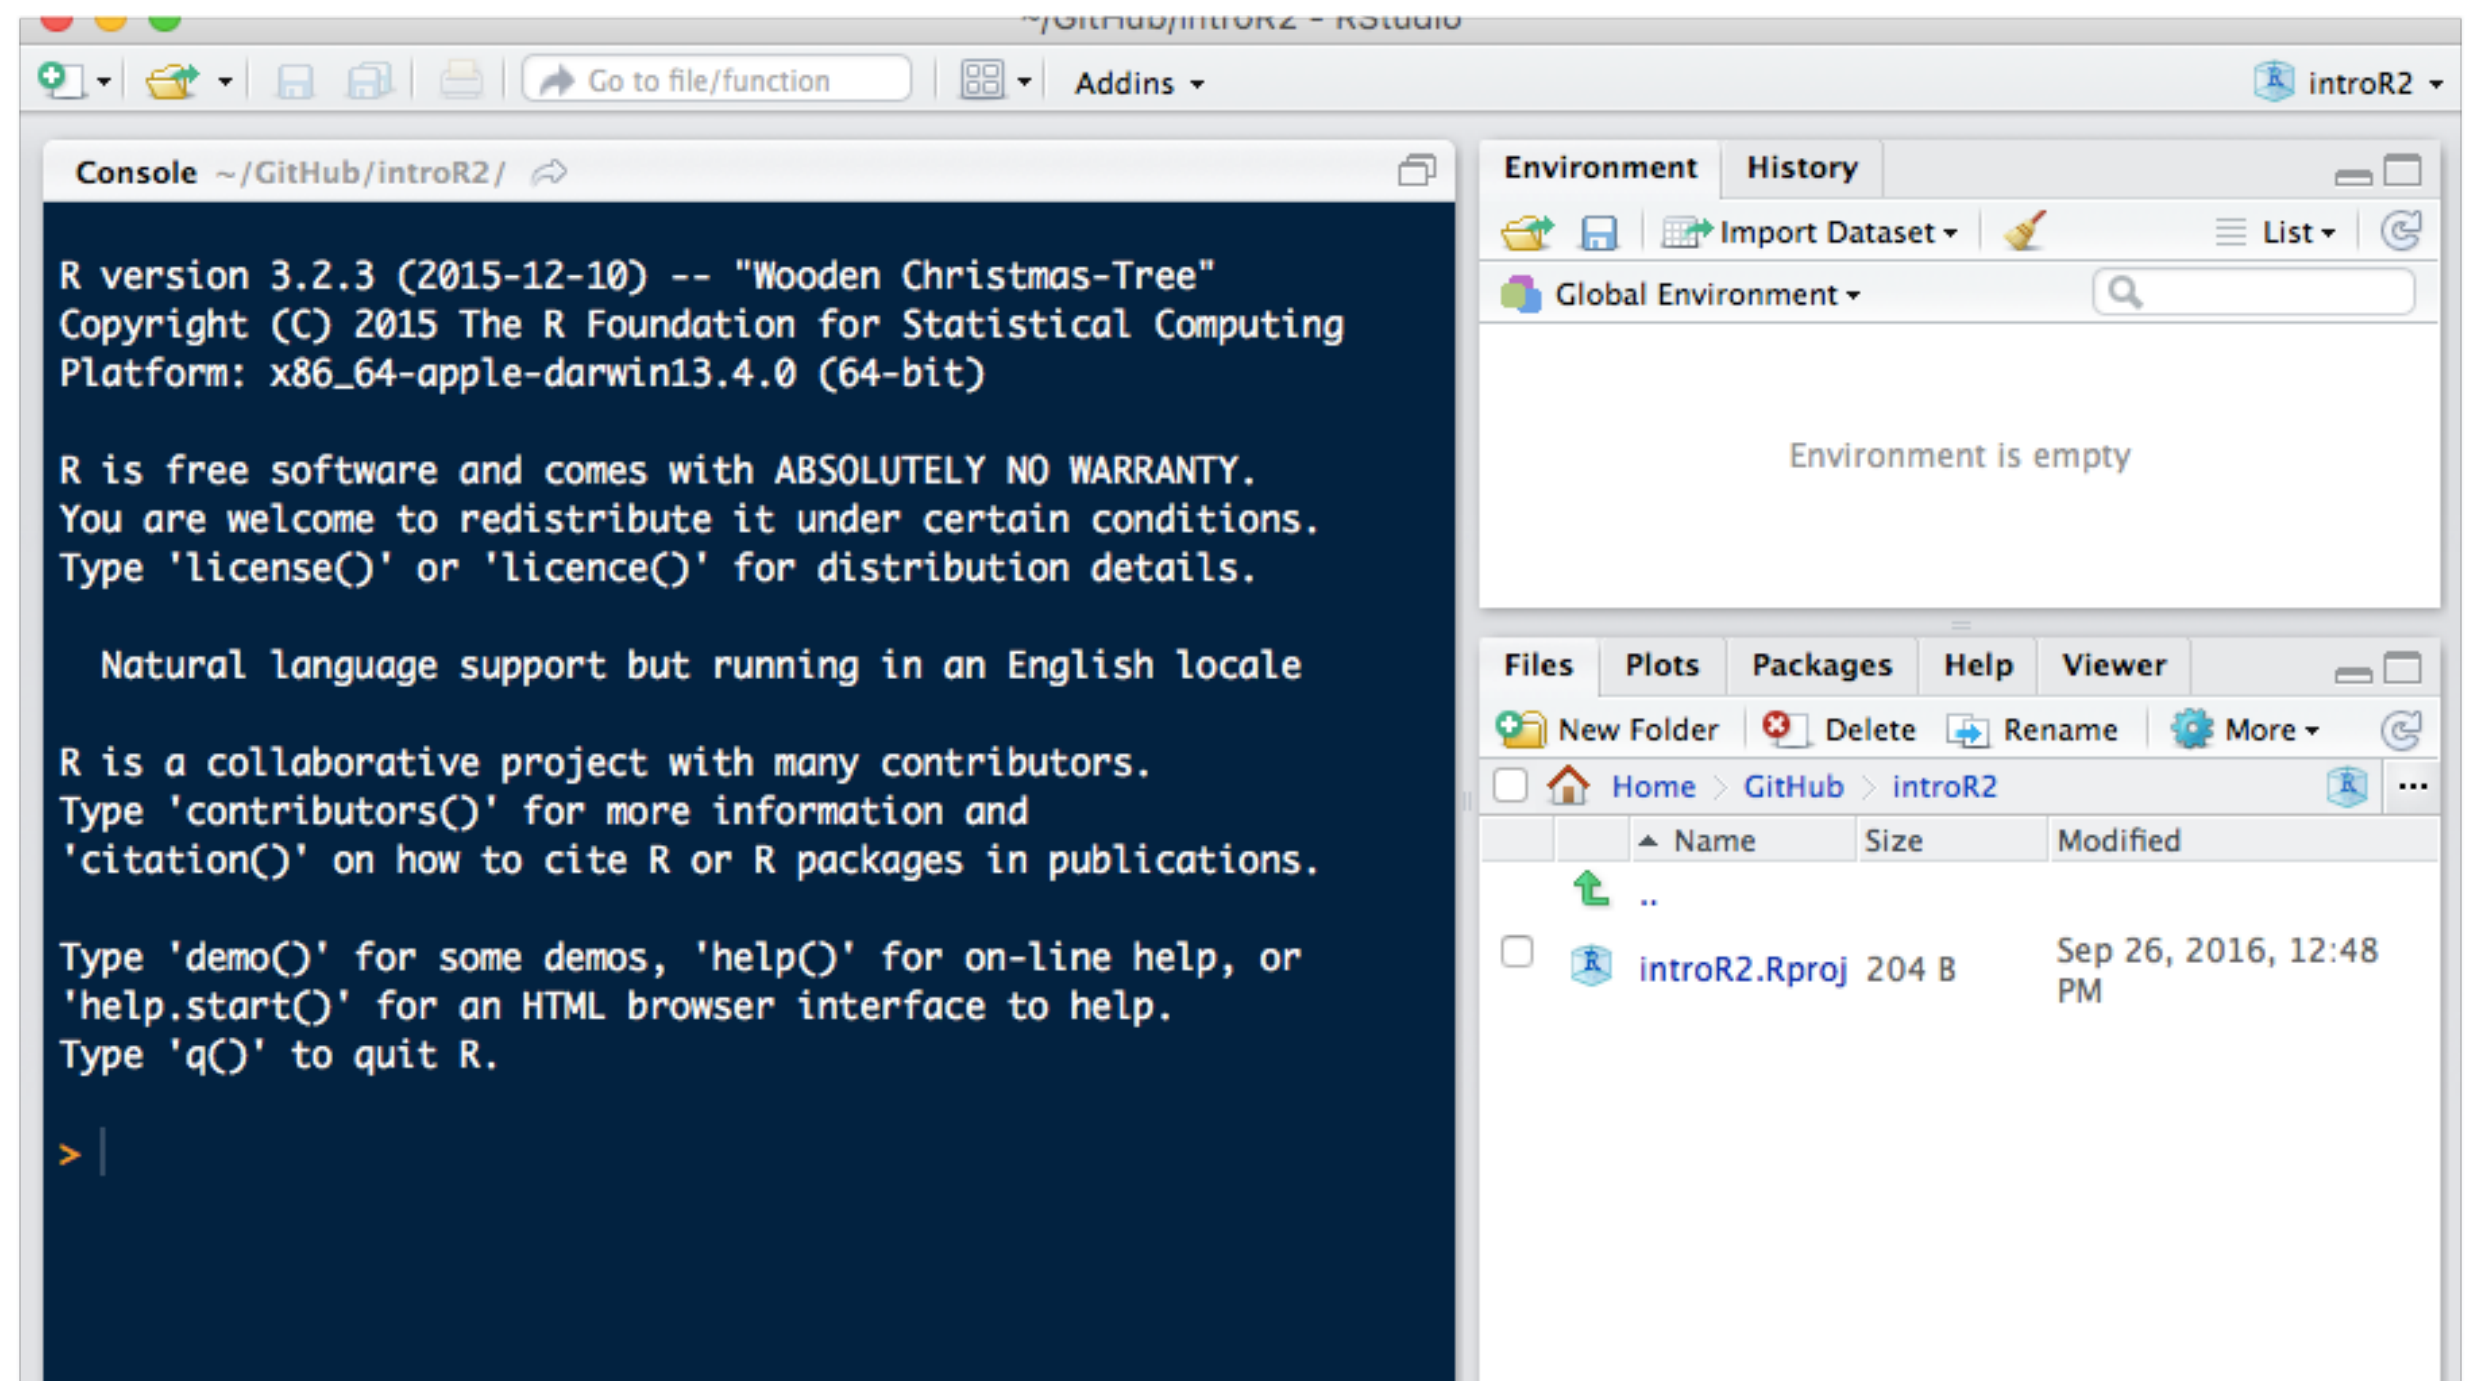 ~/GitHub/introR2 - RStudio
Go to file/function
Addins
introR2
Console ~/GitHub/introR2/
R version 3.2.3 (2015-12-10) -- "Wooden Christmas-Tree"
Copyright (C) 2015 The R Foundation for Statistical Computing
Platform: x86_64-apple-darwin13.4.0 (64-bit)
R is free software and comes with ABSOLUTELY NO WARRANTY.
You are welcome to redistribute it under certain conditions.
Type 'license()' or 'licence()' for distribution details.
Natural language support but running in an English locale
R is a collaborative project with many contributors.
Type 'contributors()' for more information and
'citation()' on how to cite R or R packages in publications.
Type 'demo()' for some demos, 'help()' for on-line help, or
'help.start()' for an HTML browser interface to help.
Type 'q()' to quit R.
>
Environment History
Import Dataset List
Global Environment
Environment is empty
Files Plots Packages Help Viewer
New Folder Delete Rename More
Home GitHub introR2 R ...
Name Size Modified
..
introR2.Rproj 204 B Sep 26, 2016, 12:48
PM